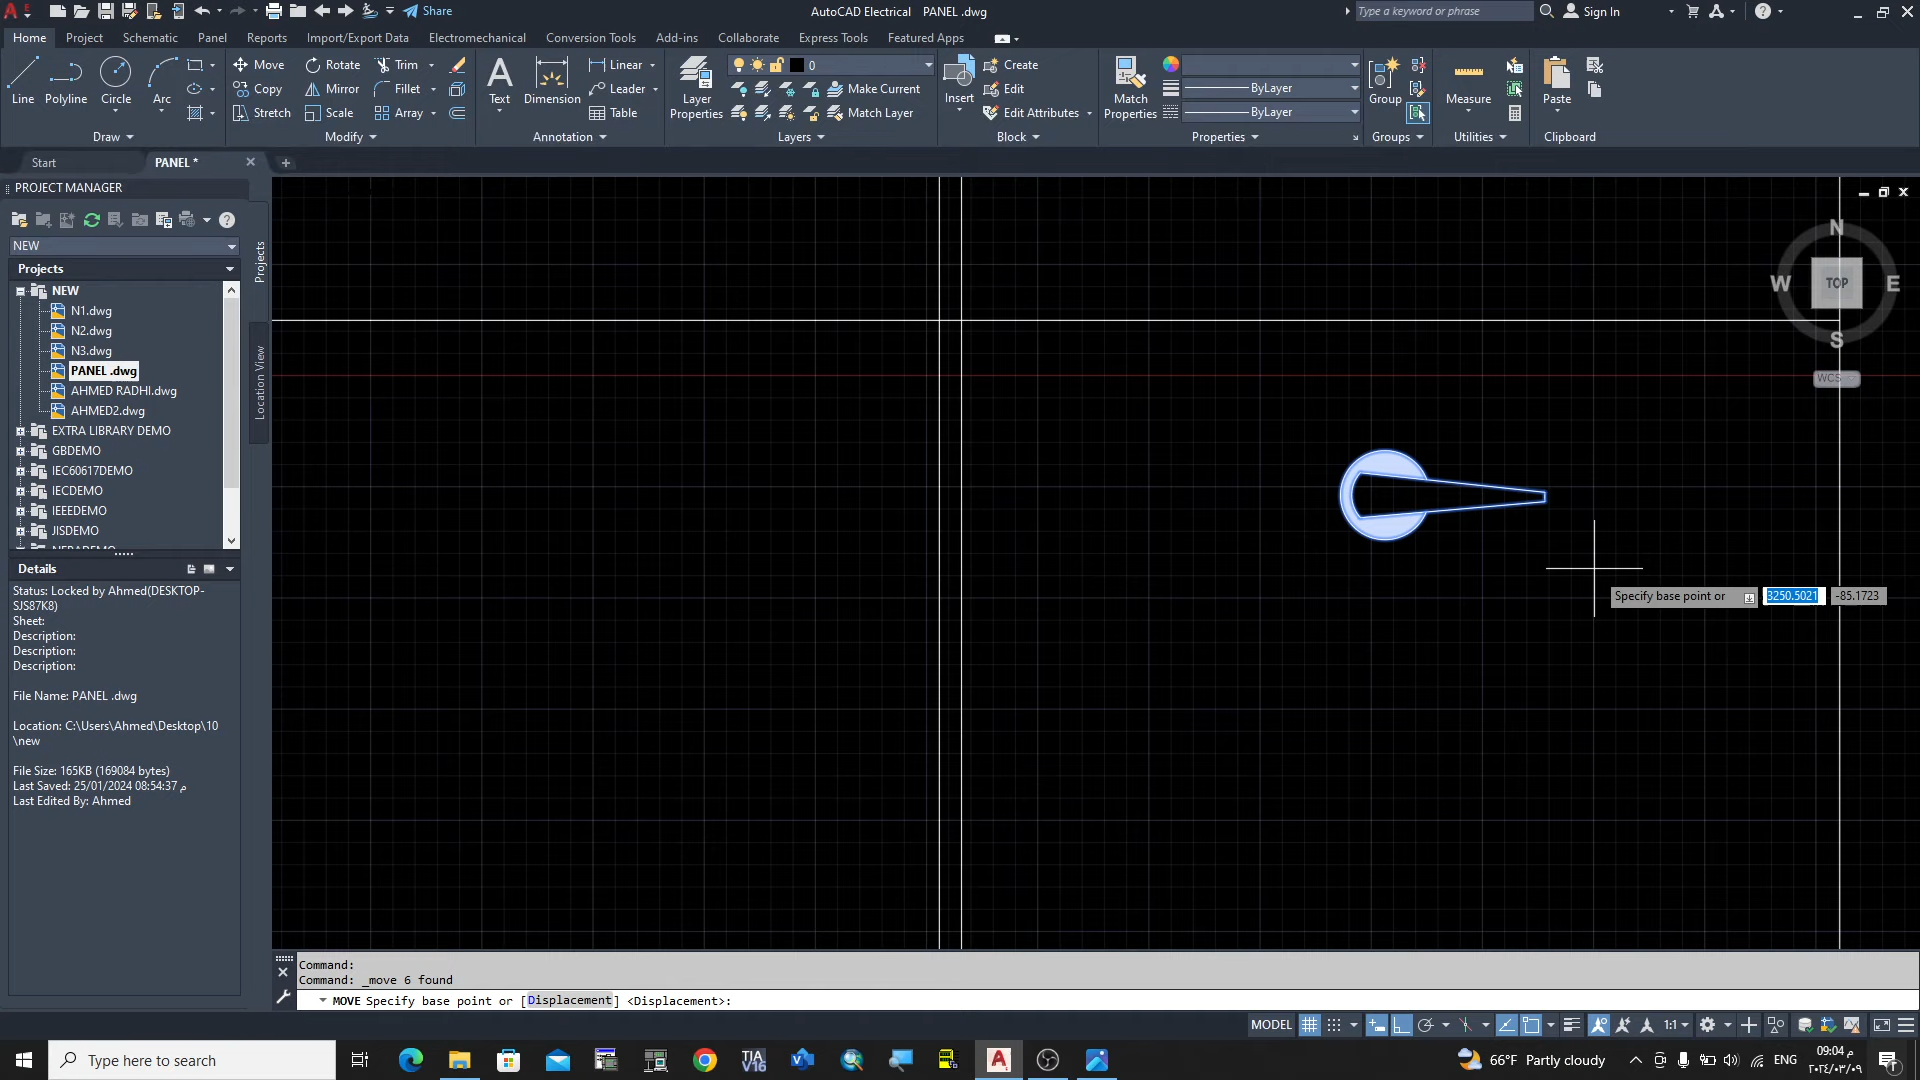 Share
AutoCAD Electrical PANEL .dwg
Type a keyword or phrase
Sign In
Home Project Schematic Panel Reports Import/Export Data Electromechanical Conversion Tools Add-ins Collaborate Express Tools Featured Apps
Line
Polyline
Circle
Arc
Draw
Move
Copy
Stretch
Rotate
Mirror
Scale
Trim
Fillet
Array
Modify
Text
Dimension
Linear
Leader
Table
Annotation
Layer
Properties
0
Make Current
Match Layer
Layers
Insert
Create
Edit
Edit Attributes
Block
Match
Properties
ByLayer
ByLayer
Properties
Group
Groups
Measure
Utilities
Paste
Clipboard
Start
PANEL *
PROJECT MANAGER
NEW
Projects
NEW
N1.dwg
N2.dwg
N3.dwg
PANEL .dwg
AHMED RADHI.dwg
AHMED2.dwg
EXTRA LIBRARY DEMO
GBDEMO
IEC60617DEMO
IECDEMO
IEEEDEMO
JISDEMO
Projects
Location View
Details
Status: Locked by Ahmed(DESKTOP-
SJS87K8)
Sheet:
Description:
Description:
Description:
File Name: PANEL .dwg
Location: C:\Users\Ahmed\Desktop\10
\new
File Size: 165KB (169084 bytes)
Last Saved: 25/01/2024 08:54:37 م
Last Edited By: Ahmed
N
W
TOP
E
S
WCS
Specify base point or 3250.5021 -85.1723
Command:
Command: _move 6 found
MOVE Specify base point or [Displacement] <Displacement>:
MODEL
1:1
Type here to search
TIA
V16
66°F Partly cloudy
ENG
09:04 م
٢٠٢٤/٠٣/٠٩